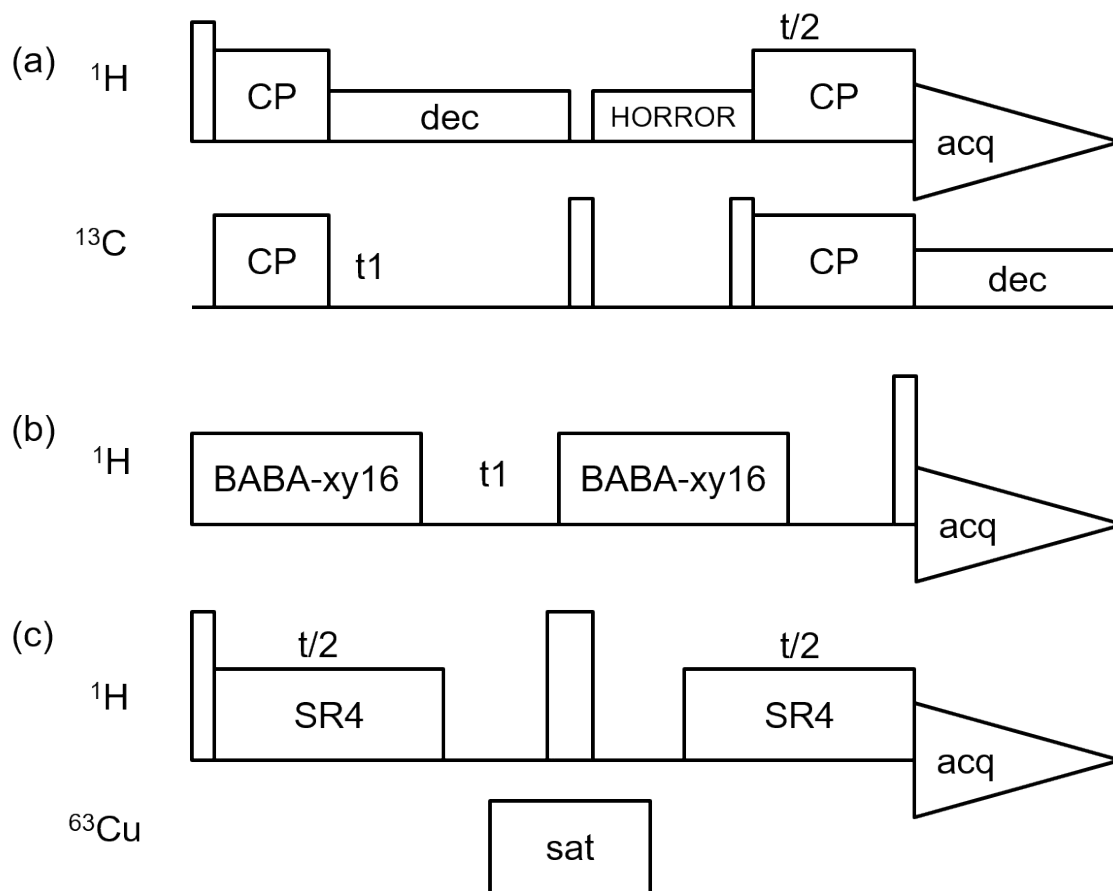 (a)
¹H
CP
dec
HORROR
t/2
CP
acq
¹³C
CP
t1
CP
dec
(b)
¹H
BABA-xy16
t1
BABA-xy16
acq
(c)
¹H
t/2
SR4
t/2
SR4
acq
⁶³Cu
sat